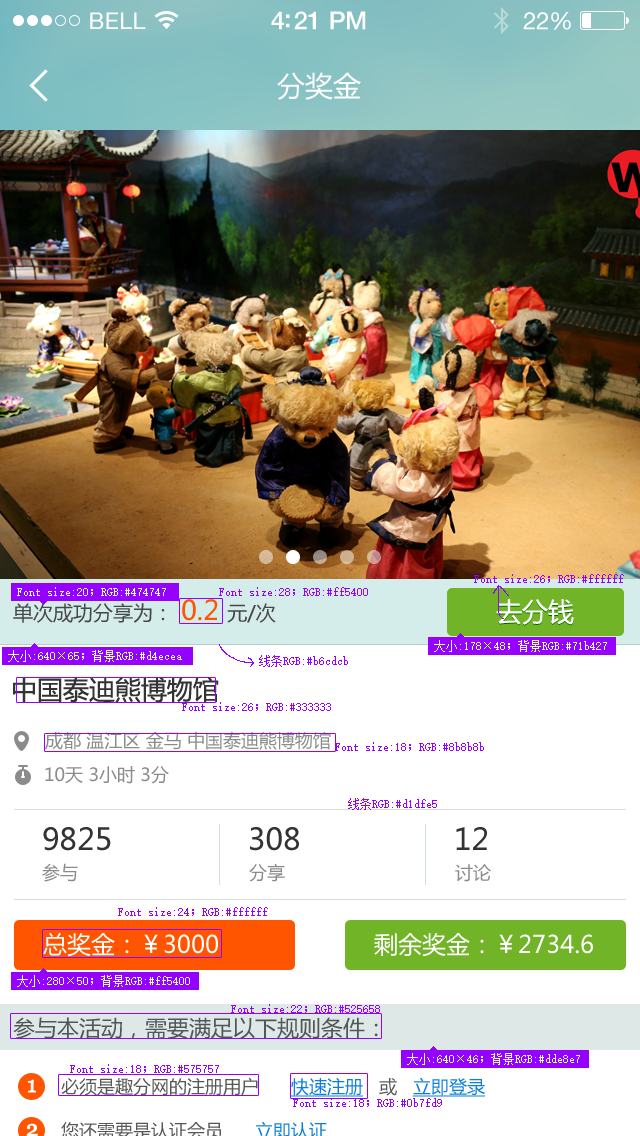 BELL 4:21 PM 22%
分奖金
W
Font size:20; RGB:#474747
Font size:28; RGB:#ff5400
Font size:26; RGB:#ffffff
单次成功分享为： 0.2 元/次
去分钱
大小:640×65; 背景RGB:#d4ecea
线条RGB:#b6cdcb
大小:178×48; 背景RGB:#71b427
中国泰迪熊博物馆
Font size:26; RGB:#333333
成都 温江区 金马 中国泰迪熊博物馆
Font size:18; RGB:#8b8b8b
10天 3小时 3分
线条RGB:#d1dfe5
9825 308 12
参与 分享 讨论
Font size:24; RGB:#ffffff
总奖金：￥3000 剩余奖金：￥2734.6
大小:280×50; 背景RGB:#ff5400
Font size:22; RGB:#525658
参与本活动，需要满足以下规则条件：
大小:640×46; 背景RGB:#dde8e7
Font size:18; RGB:#575757
1 必须是趣分网的注册用户 快速注册 或 立即登录
Font size:18; RGB:#0b7fd9
2 您还需要是认证会员 立即认证